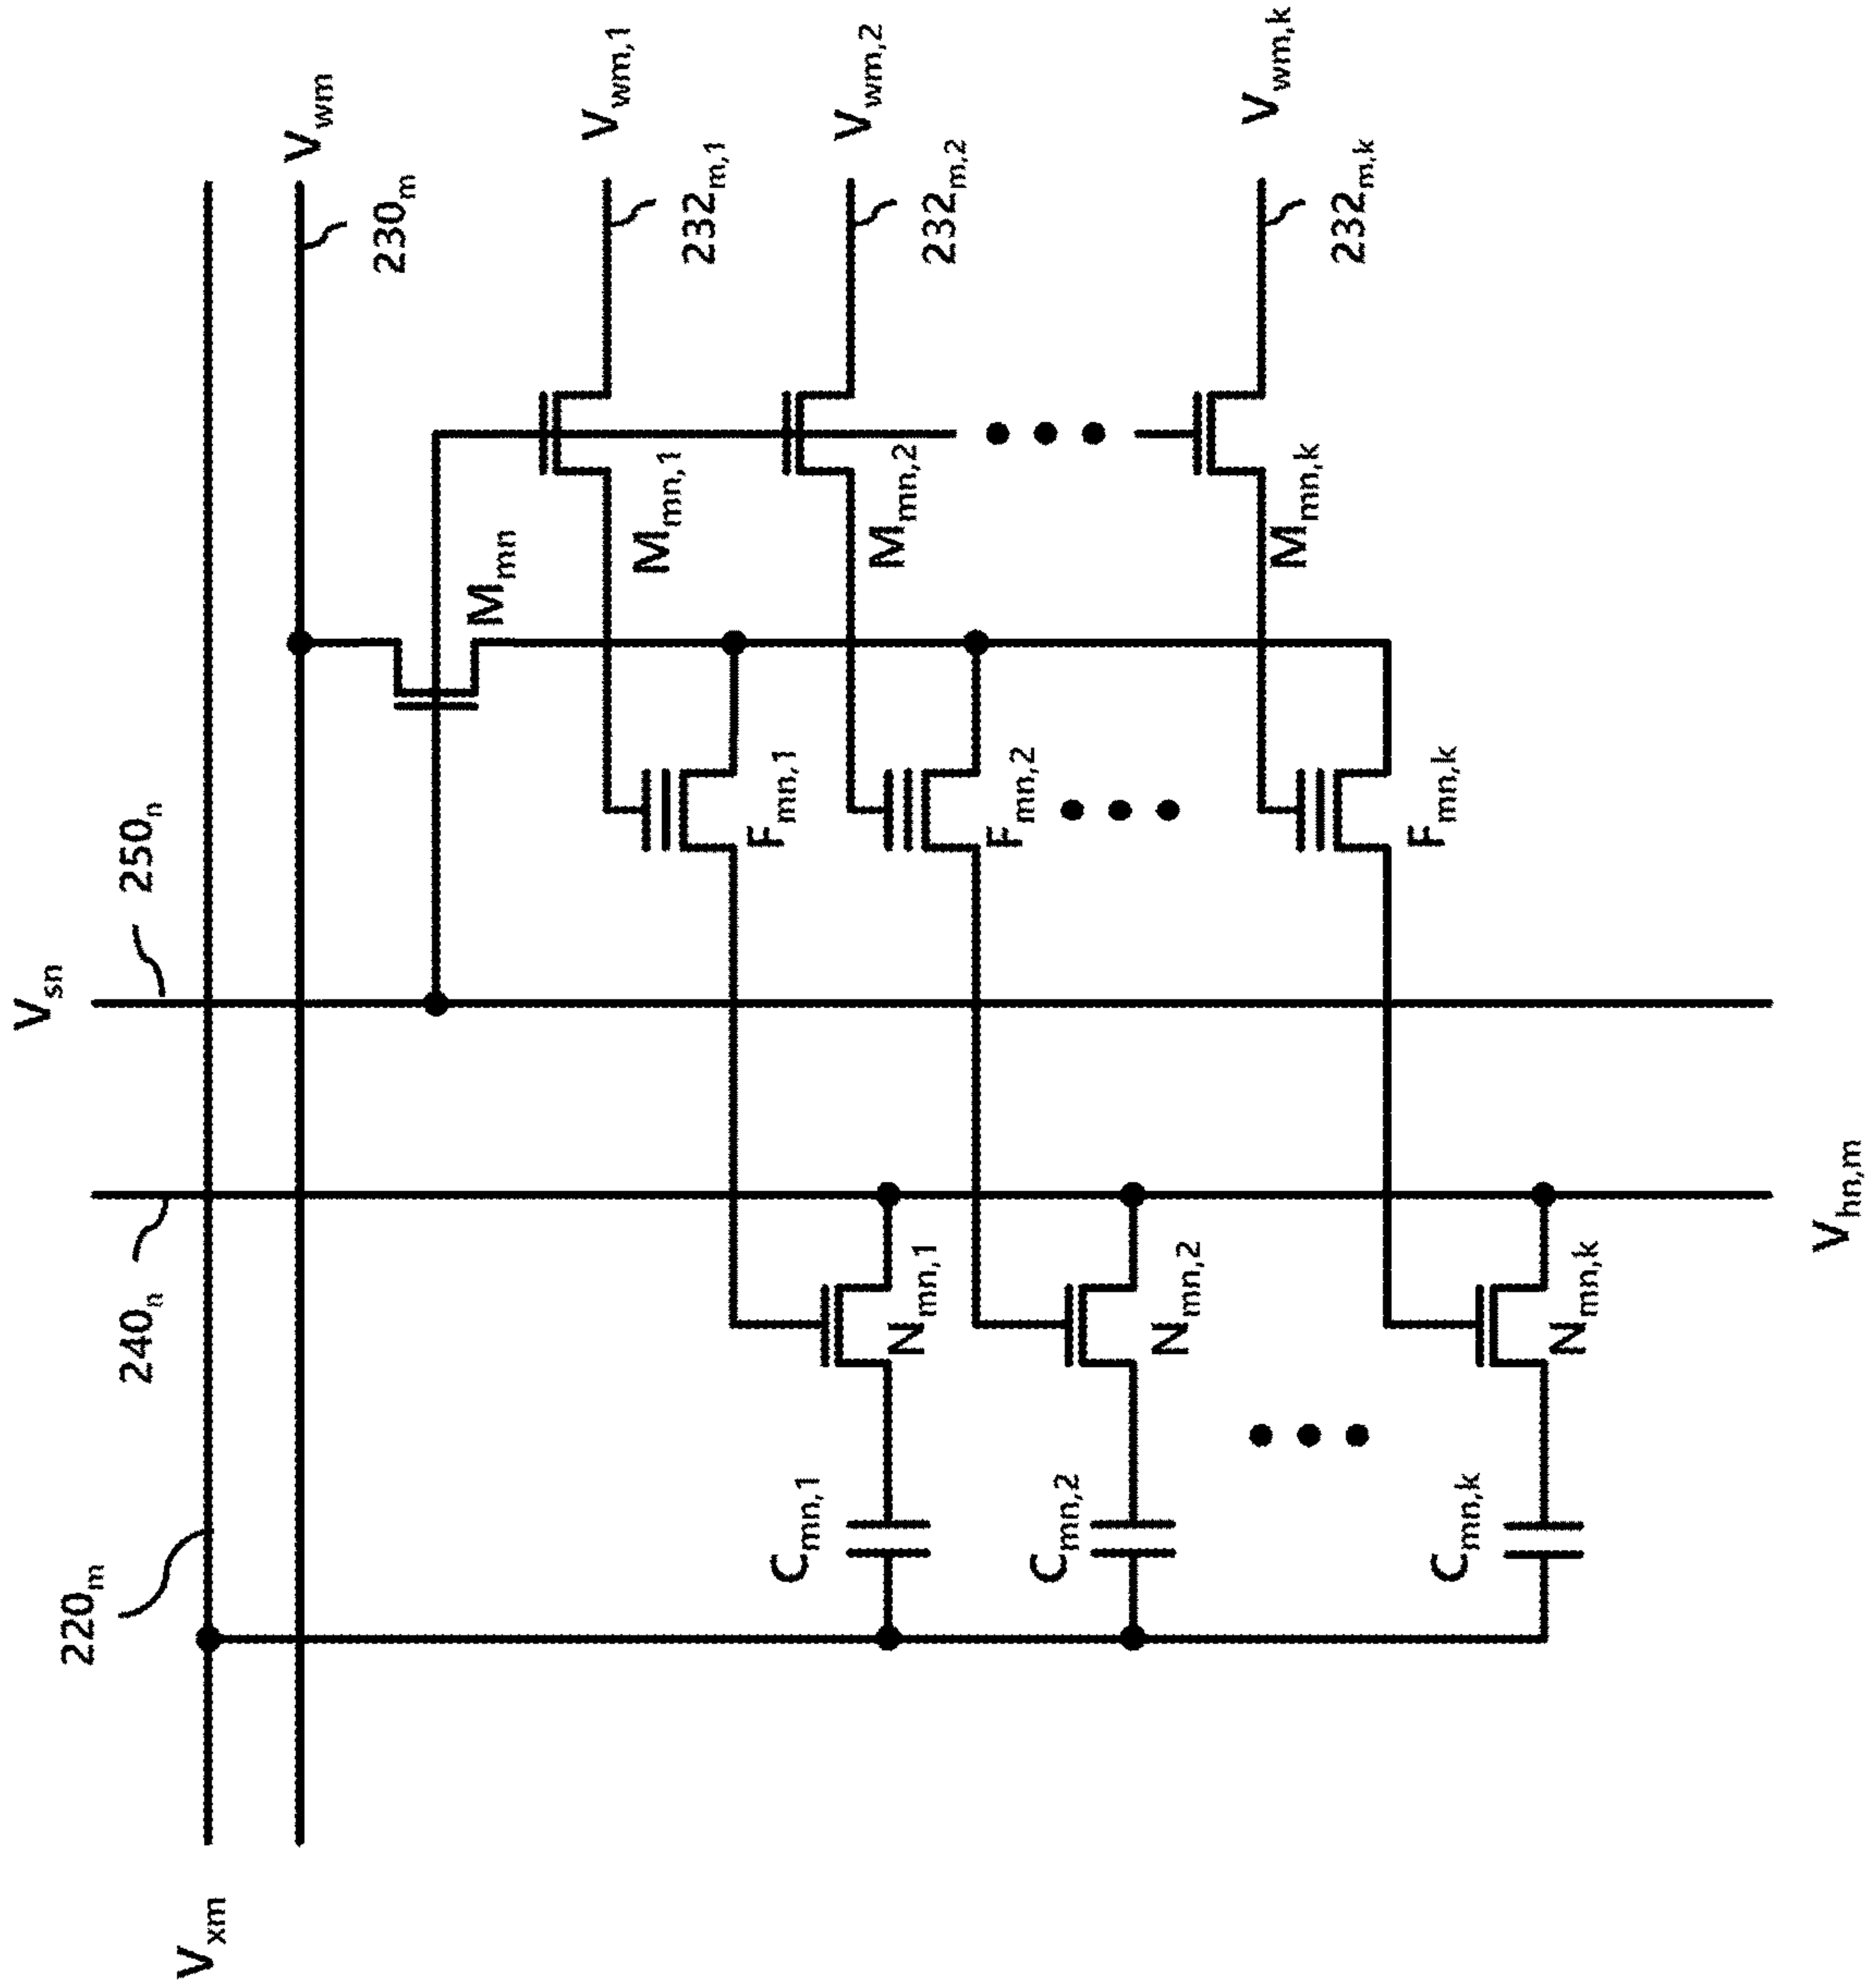 V_wm
V_wm,1
V_wm,2
V_wm,k
230_m
232_m,1
232_m,2
232_m,k
M_mn
M_mn,1
M_mn,2
M_mn,k
F_mn,1
F_mn,2
F_mn,k
250_n
V_sn
240_n
V_hn,m
N_mn,1
N_mn,2
N_mn,k
C_mn,1
C_mn,2
C_mn,k
220_m
V_xm